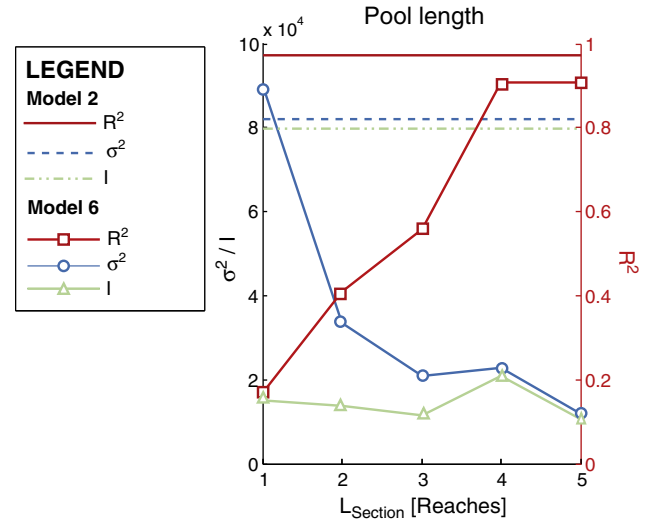 Pool length
x 10⁴
LEGEND
Model 2
R²
σ²
I
Model 6
R²
σ²
I
10
8
6
4
2
0
σ² / I
1
0.8
0.6
0.4
0.2
0
R²
1 2 3 4 5
L_Section [Reaches]